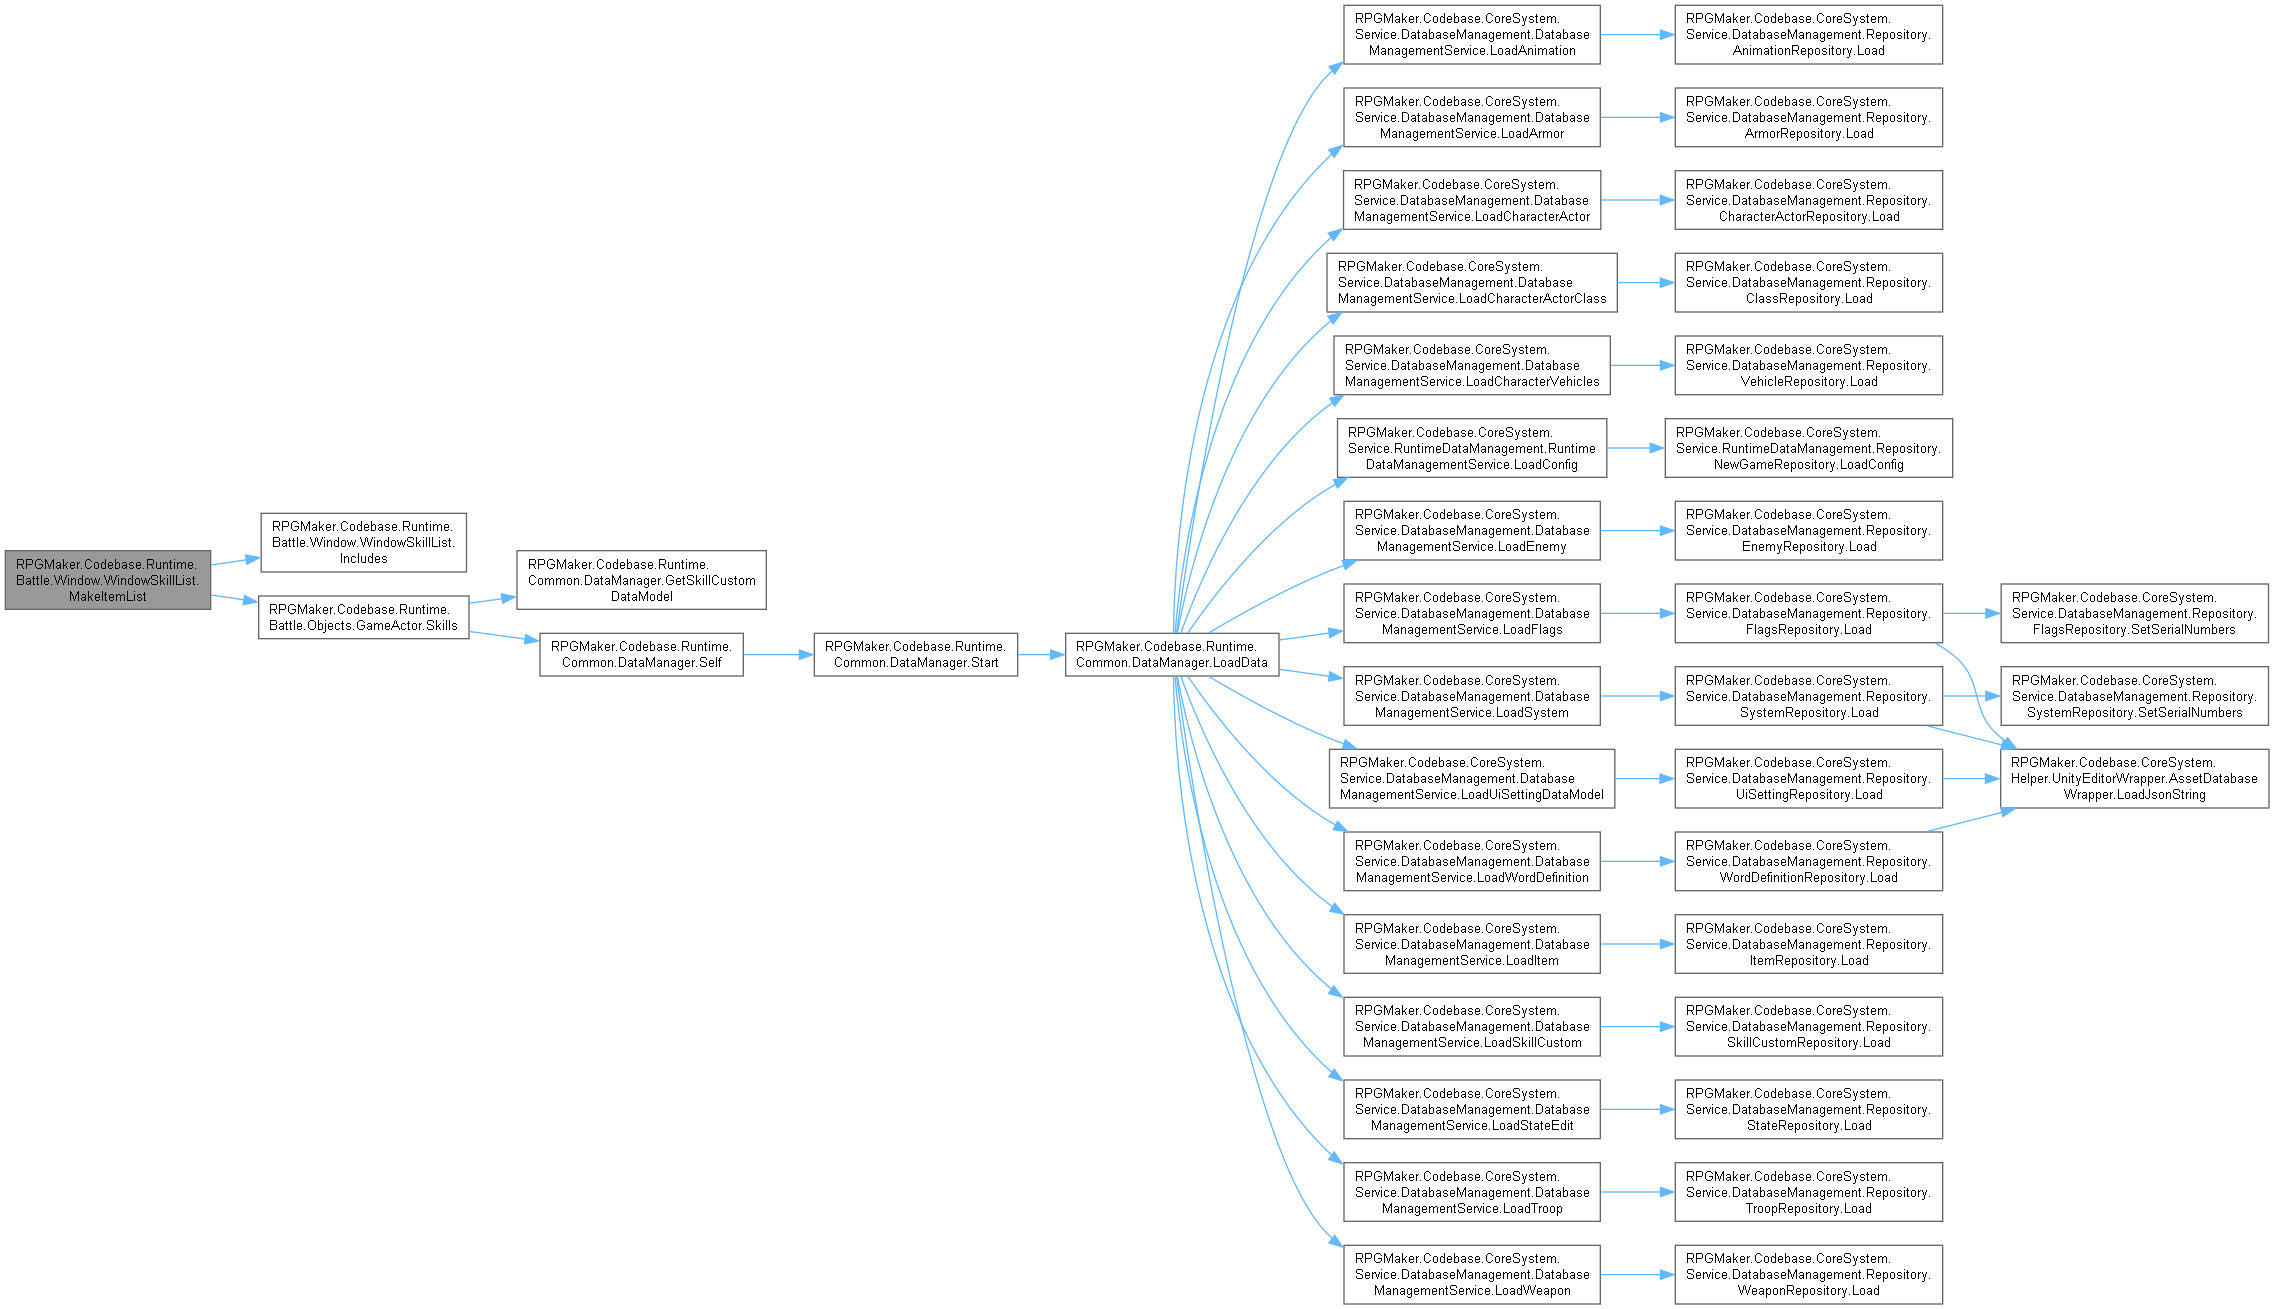 RPGMaker.Codebase.Runtime.
Battle.Window.WindowSkillList.
MakeItemList
RPGMaker.Codebase.Runtime.
Battle.Window.WindowSkillList.
Includes
RPGMaker.Codebase.Runtime.
Battle.Objects.GameActor.Skills
RPGMaker.Codebase.Runtime.
Common.DataManager.GetSkillCustom
DataModel
RPGMaker.Codebase.Runtime.
Common.DataManager.Self
RPGMaker.Codebase.Runtime.
Common.DataManager.Start
RPGMaker.Codebase.Runtime.
Common.DataManager.LoadData
RPGMaker.Codebase.CoreSystem.
Service.DatabaseManagement.Database
ManagementService.LoadAnimation
RPGMaker.Codebase.CoreSystem.
Service.DatabaseManagement.Repository.
AnimationRepository.Load
RPGMaker.Codebase.CoreSystem.
Service.DatabaseManagement.Database
ManagementService.LoadArmor
RPGMaker.Codebase.CoreSystem.
Service.DatabaseManagement.Repository.
ArmorRepository.Load
RPGMaker.Codebase.CoreSystem.
Service.DatabaseManagement.Database
ManagementService.LoadCharacterActor
RPGMaker.Codebase.CoreSystem.
Service.DatabaseManagement.Repository.
CharacterActorRepository.Load
RPGMaker.Codebase.CoreSystem.
Service.DatabaseManagement.Database
ManagementService.LoadCharacterActorClass
RPGMaker.Codebase.CoreSystem.
Service.DatabaseManagement.Repository.
ClassRepository.Load
RPGMaker.Codebase.CoreSystem.
Service.DatabaseManagement.Database
ManagementService.LoadCharacterVehicles
RPGMaker.Codebase.CoreSystem.
Service.DatabaseManagement.Repository.
VehicleRepository.Load
RPGMaker.Codebase.CoreSystem.
Service.RuntimeDataManagement.Runtime
DataManagementService.LoadConfig
RPGMaker.Codebase.CoreSystem.
Service.RuntimeDataManagement.Repository.
NewGameRepository.LoadConfig
RPGMaker.Codebase.CoreSystem.
Service.DatabaseManagement.Database
ManagementService.LoadEnemy
RPGMaker.Codebase.CoreSystem.
Service.DatabaseManagement.Repository.
EnemyRepository.Load
RPGMaker.Codebase.CoreSystem.
Service.DatabaseManagement.Database
ManagementService.LoadFlags
RPGMaker.Codebase.CoreSystem.
Service.DatabaseManagement.Repository.
FlagsRepository.Load
RPGMaker.Codebase.CoreSystem.
Service.DatabaseManagement.Repository.
FlagsRepository.SetSerialNumbers
RPGMaker.Codebase.CoreSystem.
Service.DatabaseManagement.Database
ManagementService.LoadSystem
RPGMaker.Codebase.CoreSystem.
Service.DatabaseManagement.Repository.
SystemRepository.Load
RPGMaker.Codebase.CoreSystem.
Service.DatabaseManagement.Repository.
SystemRepository.SetSerialNumbers
RPGMaker.Codebase.CoreSystem.
Service.DatabaseManagement.Database
ManagementService.LoadUiSettingDataModel
RPGMaker.Codebase.CoreSystem.
Service.DatabaseManagement.Repository.
UiSettingRepository.Load
RPGMaker.Codebase.CoreSystem.
Helper.UnityEditorWrapper.AssetDatabase
Wrapper.LoadJsonString
RPGMaker.Codebase.CoreSystem.
Service.DatabaseManagement.Database
ManagementService.LoadWordDefinition
RPGMaker.Codebase.CoreSystem.
Service.DatabaseManagement.Repository.
WordDefinitionRepository.Load
RPGMaker.Codebase.CoreSystem.
Service.DatabaseManagement.Database
ManagementService.LoadItem
RPGMaker.Codebase.CoreSystem.
Service.DatabaseManagement.Repository.
ItemRepository.Load
RPGMaker.Codebase.CoreSystem.
Service.DatabaseManagement.Database
ManagementService.LoadSkillCustom
RPGMaker.Codebase.CoreSystem.
Service.DatabaseManagement.Repository.
SkillCustomRepository.Load
RPGMaker.Codebase.CoreSystem.
Service.DatabaseManagement.Database
ManagementService.LoadStateEdit
RPGMaker.Codebase.CoreSystem.
Service.DatabaseManagement.Repository.
StateRepository.Load
RPGMaker.Codebase.CoreSystem.
Service.DatabaseManagement.Database
ManagementService.LoadTroop
RPGMaker.Codebase.CoreSystem.
Service.DatabaseManagement.Repository.
TroopRepository.Load
RPGMaker.Codebase.CoreSystem.
Service.DatabaseManagement.Database
ManagementService.LoadWeapon
RPGMaker.Codebase.CoreSystem.
Service.DatabaseManagement.Repository.
WeaponRepository.Load